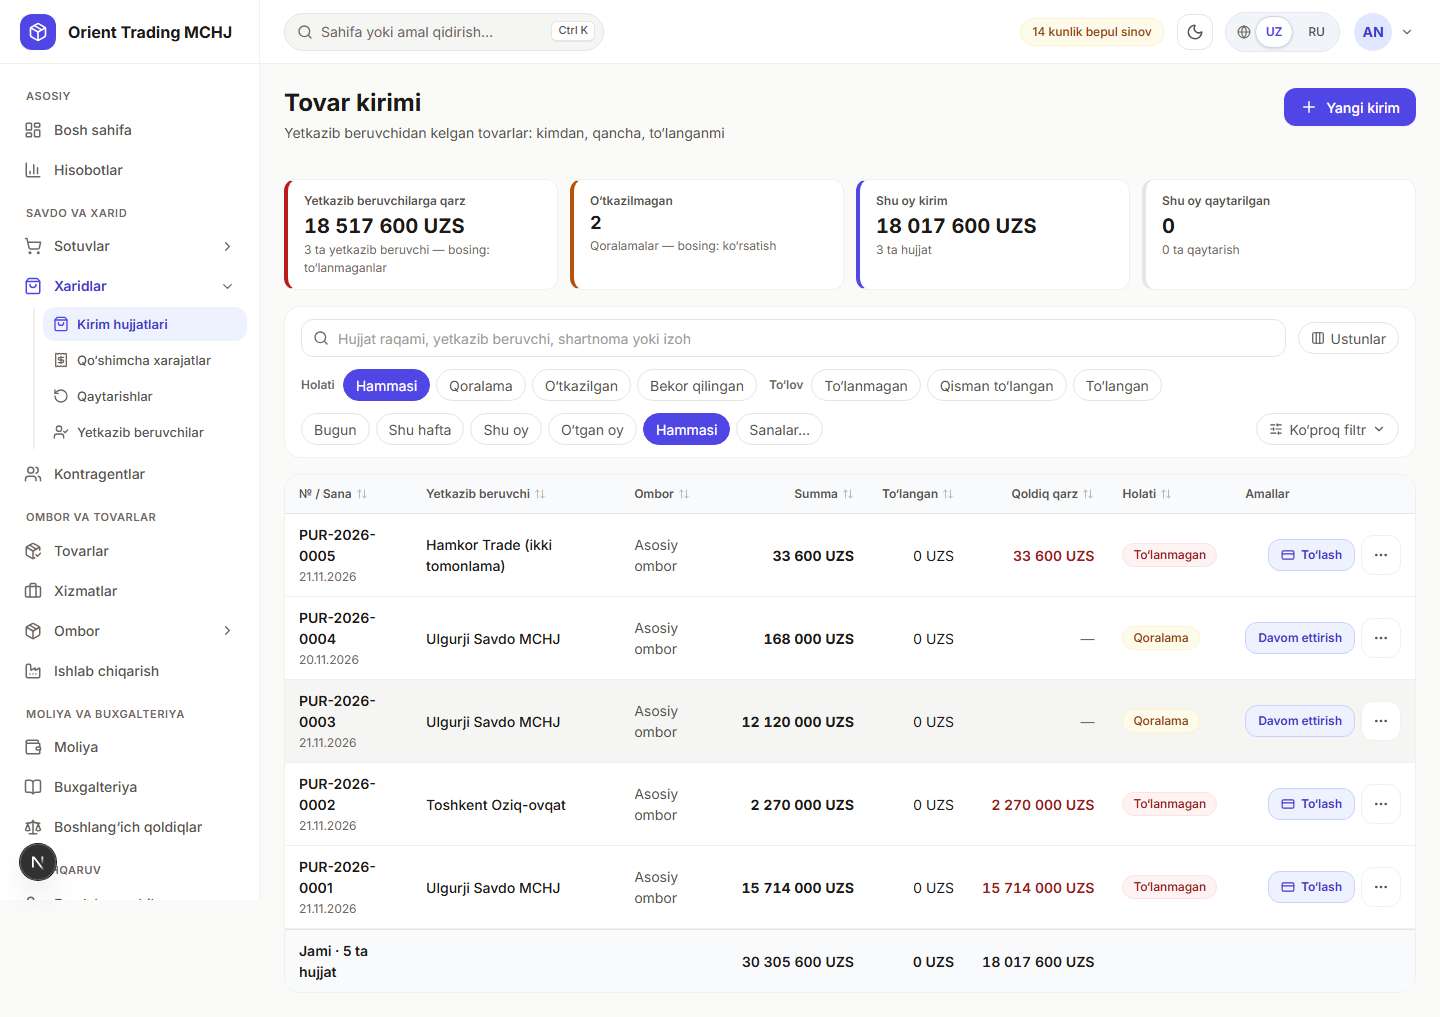 Orient Trading MCHJ
Sahifa yoki amal qidirish...
Ctrl K
14 kunlik bepul sinov
UZ
RU
AN
ASOSIY
Bosh sahifa
Hisobotlar
SAVDO VA XARID
Sotuvlar
Xaridlar
Kirim hujjatlari
Qo‘shimcha xarajatlar
Qaytarishlar
Yetkazib beruvchilar
Kontragentlar
OMBOR VA TOVARLAR
Tovarlar
Xizmatlar
Ombor
Ishlab chiqarish
MOLIYA VA BUXGALTERIYA
Moliya
Buxgalteriya
Boshlang‘ich qoldiqlar
N
Tovar kirimi
Yetkazib beruvchidan kelgan tovarlar: kimdan, qancha, to‘langanmi
Yangi kirim
Yetkazib beruvchilarga qarz
18 517 600 UZS
3 ta yetkazib beruvchi — bosing:
to‘lanmaganlar
O‘tkazilmagan
2
Qoralamalar — bosing: ko‘rsatish
Shu oy kirim
18 017 600 UZS
3 ta hujjat
Shu oy qaytarilgan
0
0 ta qaytarish
Hujjat raqami, yetkazib beruvchi, shartnoma yoki izoh
Ustunlar
Holati Hammasi Qoralama O‘tkazilgan Bekor qilingan To‘lov To‘lanmagan Qisman to‘langan To‘langan
Bugun Shu hafta Shu oy O‘tgan oy Hammasi Sanalar... Ko‘proq filtr
№ / Sana Yetkazib beruvchi Ombor Summa To‘langan Qoldiq qarz Holati Amallar
PUR-2026-
0005
21.11.2026
Hamkor Trade (ikki
tomonlama)
Asosiy
ombor
33 600 UZS 0 UZS 33 600 UZS To‘lanmagan To‘lash
PUR-2026-
0004
20.11.2026
Ulgurji Savdo MCHJ
Asosiy
ombor
168 000 UZS 0 UZS — Qoralama Davom ettirish
PUR-2026-
0003
21.11.2026
Ulgurji Savdo MCHJ
Asosiy
ombor
12 120 000 UZS 0 UZS — Qoralama Davom ettirish
PUR-2026-
0002
21.11.2026
Toshkent Oziq-ovqat
Asosiy
ombor
2 270 000 UZS 0 UZS 2 270 000 UZS To‘lanmagan To‘lash
PUR-2026-
0001
21.11.2026
Ulgurji Savdo MCHJ
Asosiy
ombor
15 714 000 UZS 0 UZS 15 714 000 UZS To‘lanmagan To‘lash
Jami · 5 ta
hujjat
30 305 600 UZS 0 UZS 18 017 600 UZS